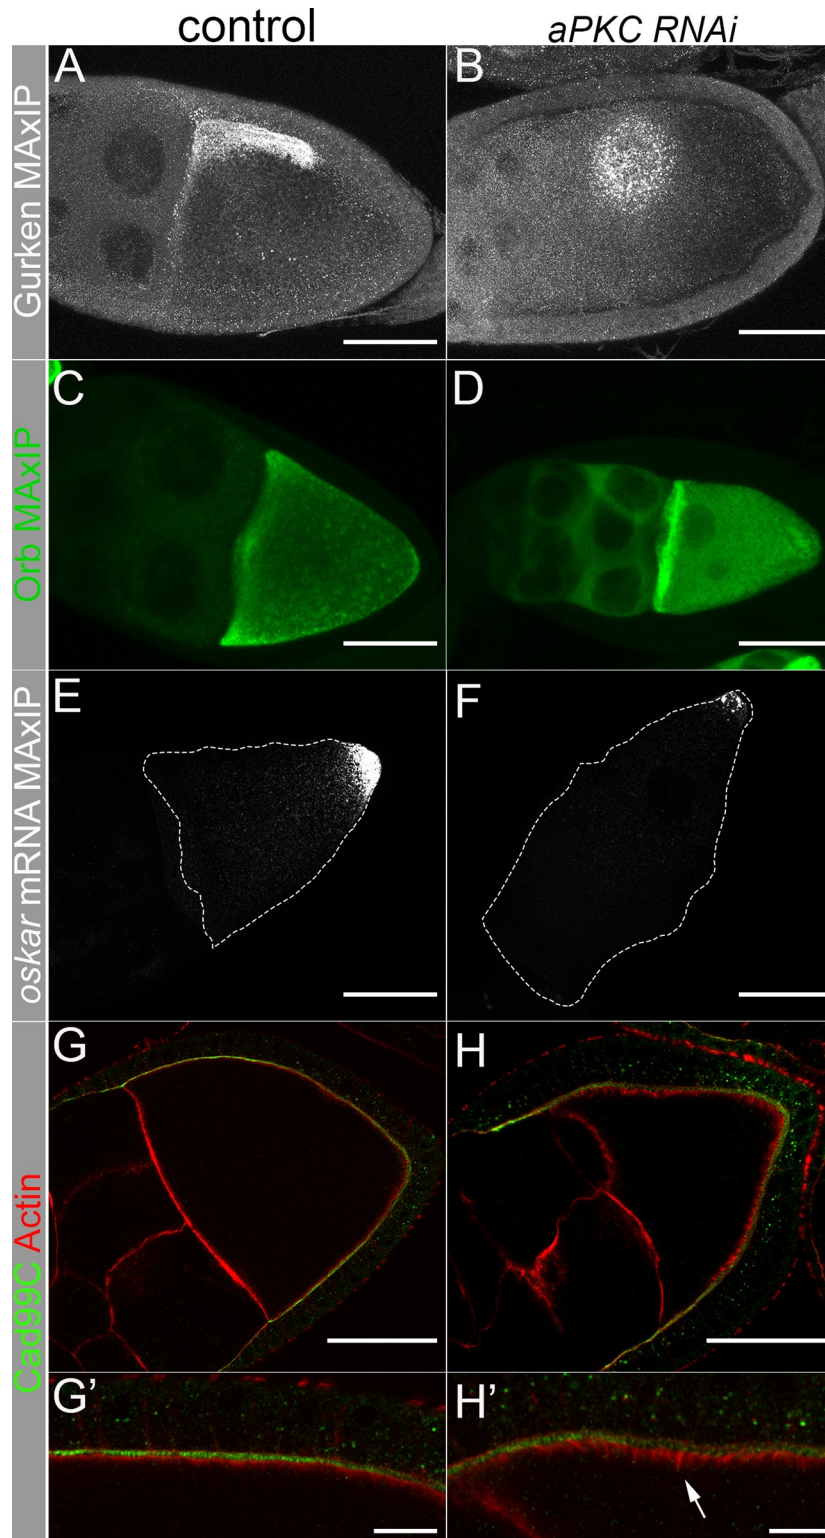 control aPKC RNAi
Gurken MAxIP
A B
Orb MAxIP
C D
oskar mRNA MAxIP
E F
Cad99C Actin
G H
G' H'